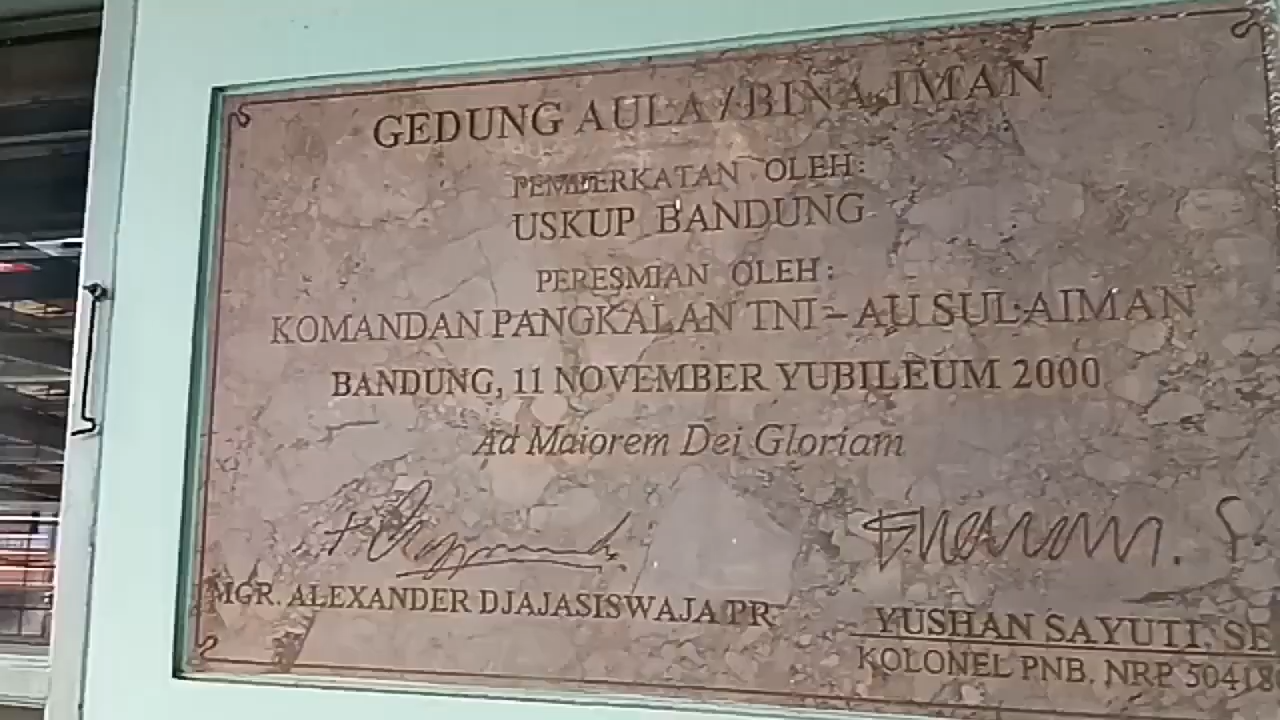 GEDUNG AULA / BINA IMAN
PEMBERKATAN OLEH:
USKUP BANDUNG
PERESMIAN OLEH:
KOMANDAN PANGKALAN TNI – AU SULAIMAN
BANDUNG, 11 NOVEMBER YUBILEUM 2000
Ad Maiorem Dei Gloriam
MGR. ALEXANDER DJAJASISWAJA PR
YUSHAN SAYUTI, SE
KOLONEL PNB. NRP 50418